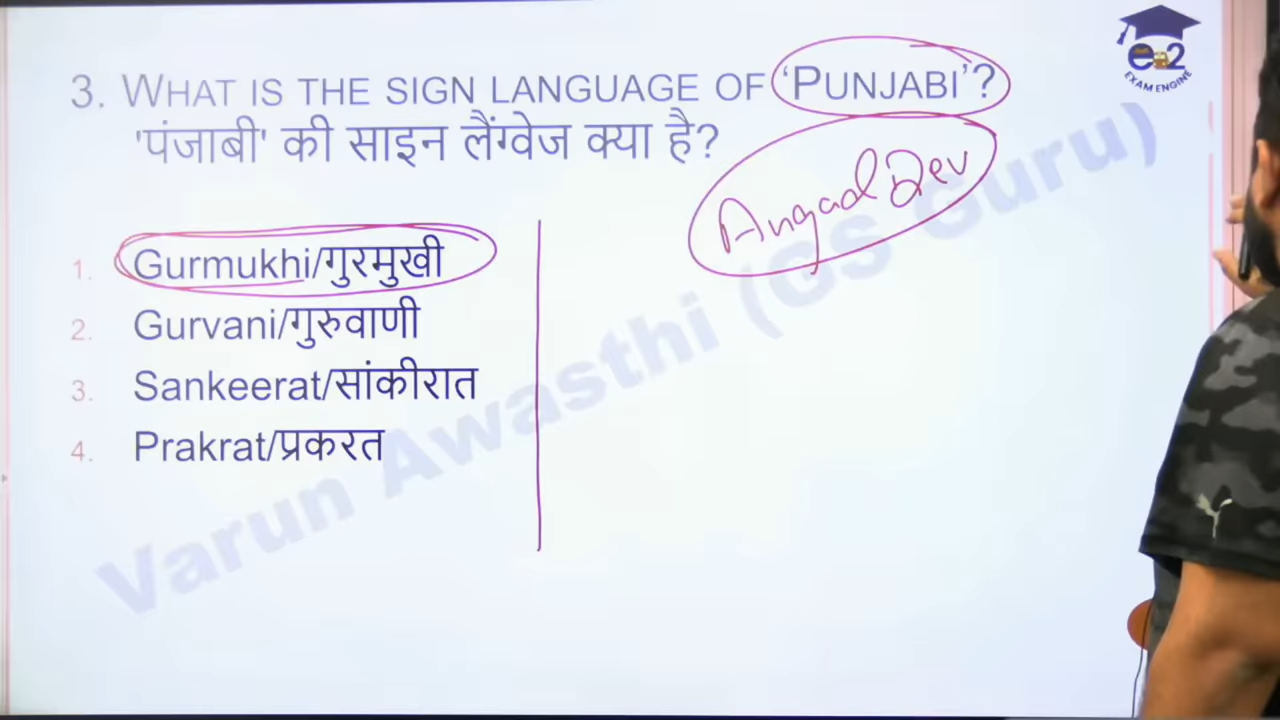 3. WHAT IS THE SIGN LANGUAGE OF 'PUNJABI'?
'पंजाबी' की साइन लैंग्वेज क्या है?
Angad Dev
1. Gurmukhi/गुरमुखी
2. Gurvani/गुरुवाणी
3. Sankeerat/सांकीरात
4. Prakrat/प्रकरत
Varun Awasthi (GS Guru)
e2
EXAM ENGINE